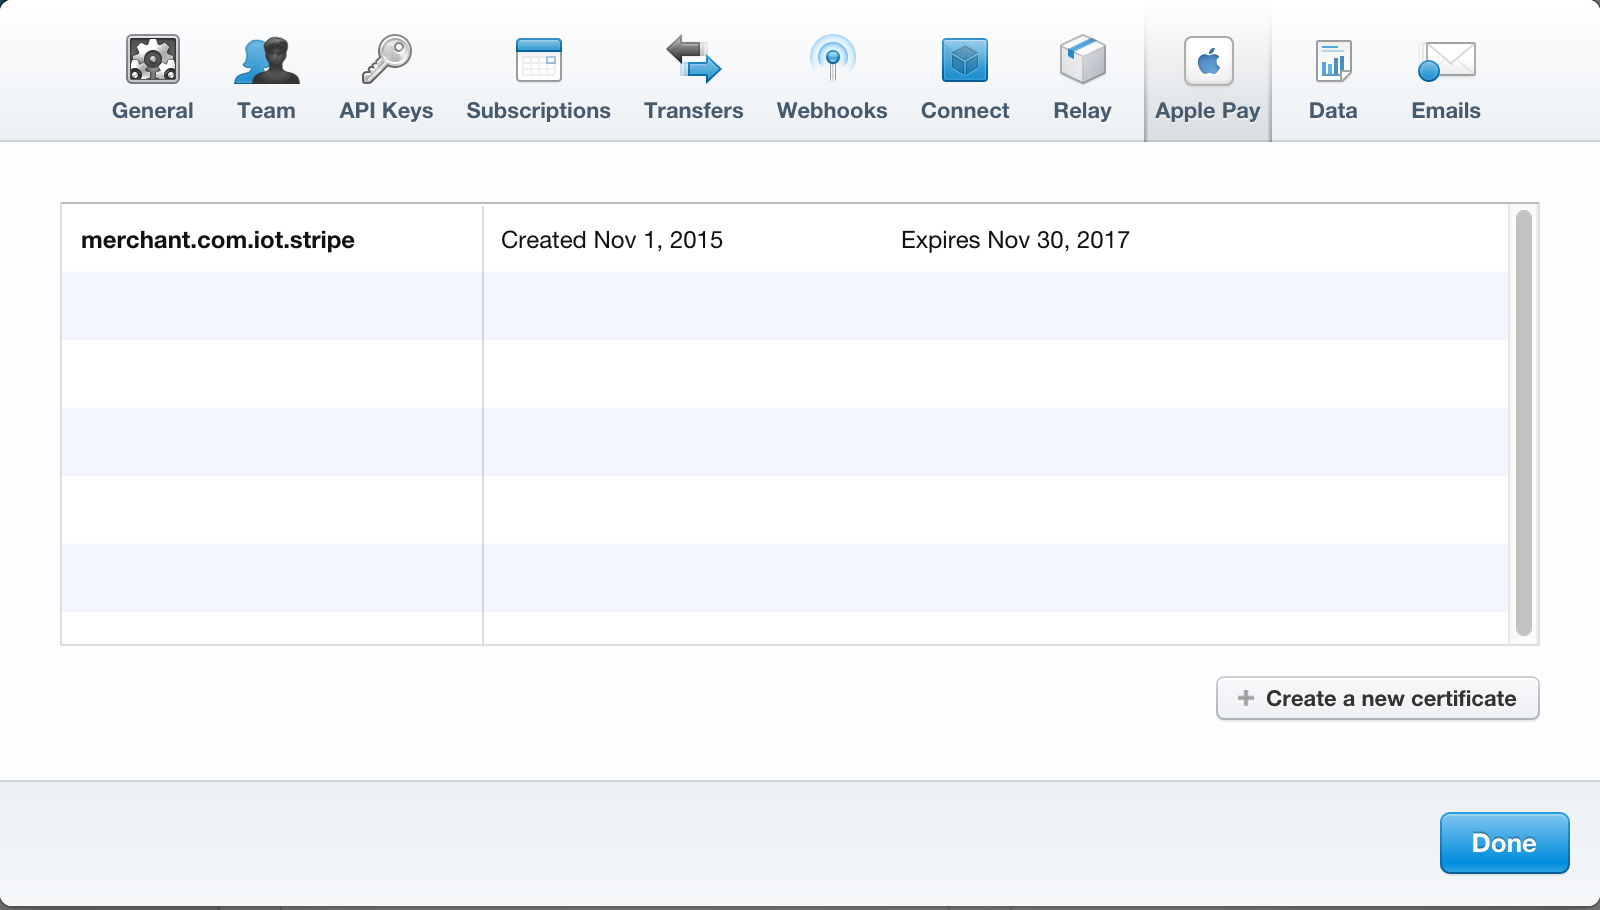 General Team API Keys Subscriptions Transfers Webhooks Connect Relay Apple Pay Data Emails
merchant.com.iot.stripe Created Nov 1, 2015 Expires Nov 30, 2017
+ Create a new certificate
Done